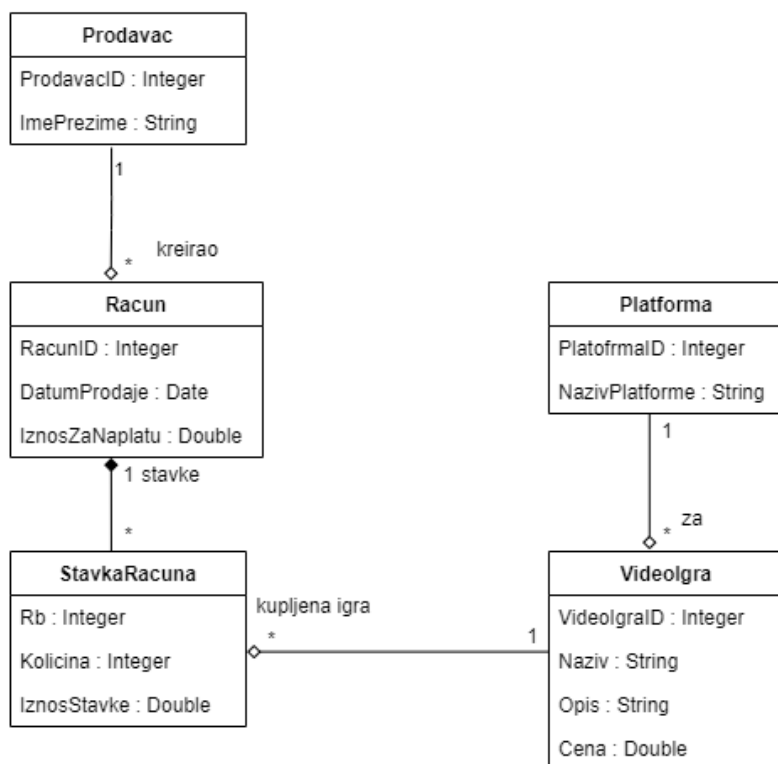 Prodavac
ProdavacID : Integer
ImePrezime : String
1
* kreirao
Racun
RacunID : Integer
DatumProdaje : Date
IznosZaNaplatu : Double
1 stavke
*
StavkaRacuna
Rb : Integer
Kolicina : Integer
IznosStavke : Double
kupljena igra
*
1
Platforma
PlatofrmaID : Integer
NazivPlatforme : String
1
* za
VideoIgra
VideoIgraID : Integer
Naziv : String
Opis : String
Cena : Double